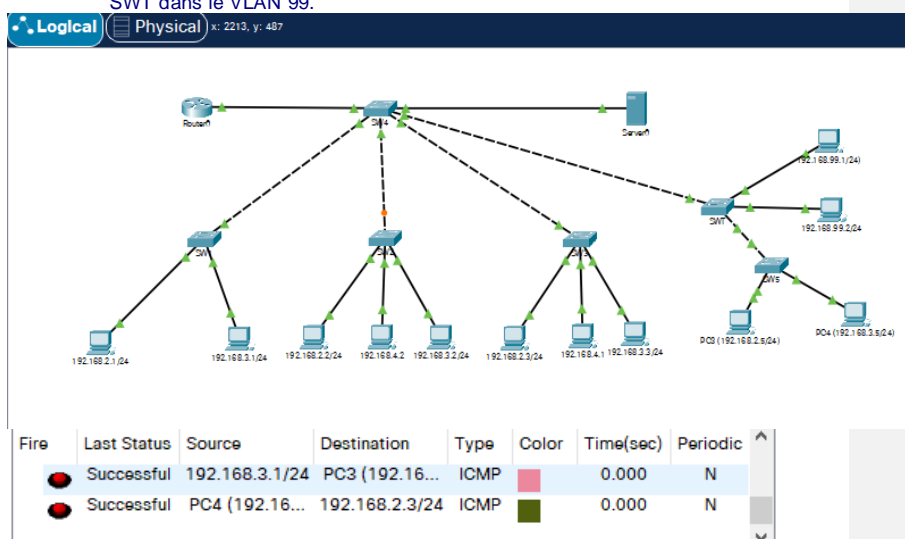 SWT dans le VLAN 99.
Logical Physical x: 2213, y: 487
Router0
SW4
Server0
192.168.99.1/24)
SWT
192.168.99.2/24
SW5
PC3 (192.168.2.5/24)
PC4 (192.168.3.5/24)
192.168.2.1/24
192.168.3.1/24
192.168.2.2/24
192.168.4.2
192.168.3.2/24
SW3
192.168.2.3/24
192.168.4.1
192.168.3.3/24
Fire Last Status Source Destination Type Color Time(sec) Periodic
Successful 192.168.3.1/24 PC3 (192.16... ICMP 0.000 N
Successful PC4 (192.16... 192.168.2.3/24 ICMP 0.000 N